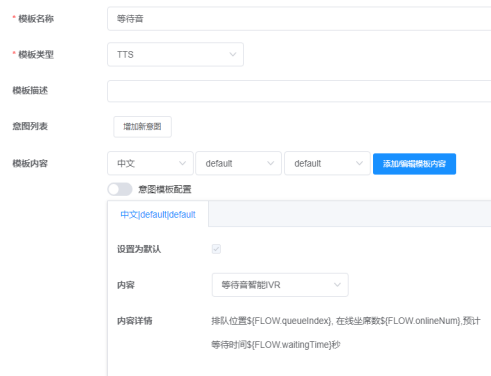 * 模板名称 等待音
* 模板类型 TTS
模板描述
意图列表 增加新意图
模板内容 中文 default default 添加/编辑模板内容
意图模板配置
中文|default|default
设置为默认
内容 等待音智能IVR
内容详情 排队位置${FLOW.queueIndex}, 在线坐席数${FLOW.onlineNum},预计
等待时间${FLOW.waitingTime}秒